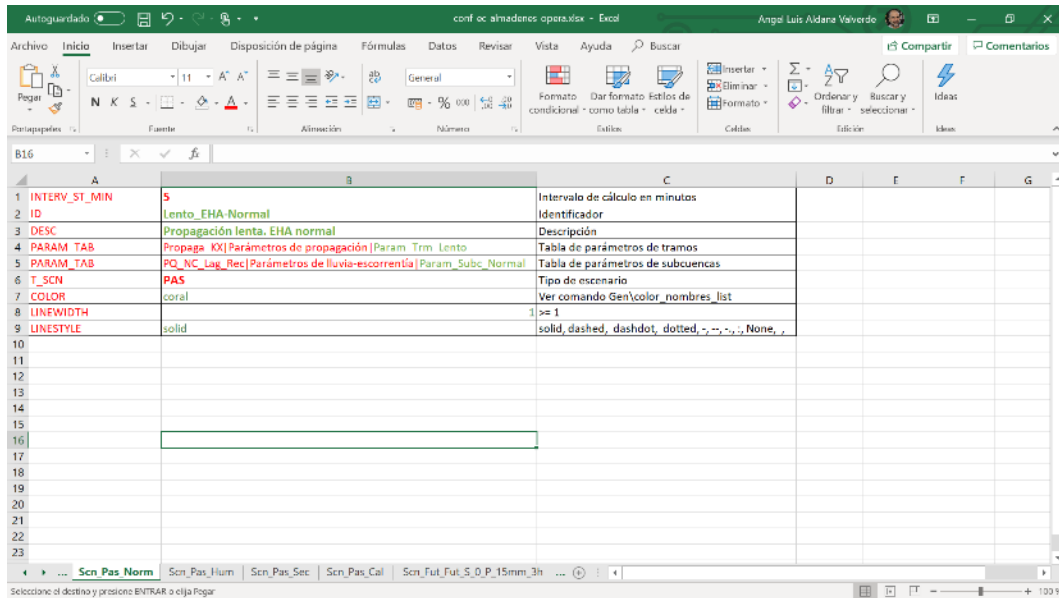 Autoguardado conf ec almadenes opera.xlsx - Excel Angel Luis Aldana Valverde
Archivo Inicio Insertar Dibujar Disposición de página Fórmulas Datos Revisar Vista Ayuda Buscar Compartir Comentarios
Pegar Calibri 11 A A General Formato condicional Dar formato como tabla Estilos de celda Insertar Eliminar Formato Ordenar y filtrar Buscar y seleccionar Ideas
N K S % 000
Portapapeles Fuente Alineación Número Estilos Celdas Edición Ideas
B16 fx
A B C D E F G
1 INTERV_ST_MIN 5 Intervalo de cálculo en minutos
2 ID Lento_EHA-Normal Identificador
3 DESC Propagación lenta. EHA normal Descripción
4 PARAM_TAB Propaga_KX|Parámetros de propagación|Param_Trm_Lento Tabla de parámetros de tramos
5 PARAM_TAB PQ_NC_Lag_Rec|Parámetros de lluvia-escorrentía|Param_Subc_Normal Tabla de parámetros de subcuencas
6 T_SCN PAS Tipo de escenario
7 COLOR coral Ver comando Gen\color_nombres_list
8 LINEWIDTH 1 >= 1
9 LINESTYLE solid solid, dashed, dashdot, dotted, -, --, -., :, None, ,
10
11
12
13
14
15
16
17
18
19
20
21
22
23
... Scn_Pas_Norm Scn_Pas_Hum Scn_Pas_Sec Scn_Pas_Cal Scn_Fut_Fut_S_0_P_15mm_3h ...
Seleccione el destino y presione ENTRAR o elija Pegar 100 %